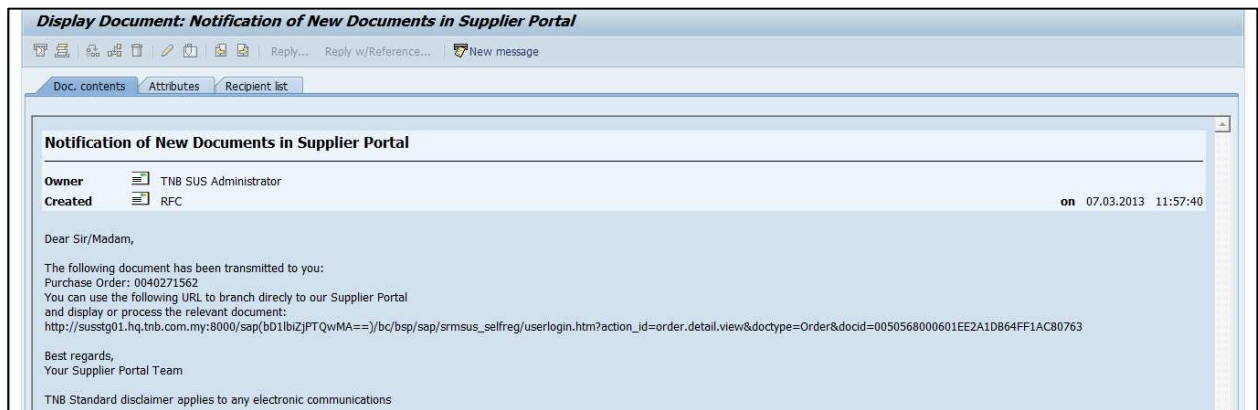 Display Document: Notification of New Documents in Supplier Portal
Reply... Reply w/Reference... New message
Doc. contents Attributes Recipient list
Notification of New Documents in Supplier Portal
Owner TNB SUS Administrator
Created RFC on 07.03.2013 11:57:40
Dear Sir/Madam,
The following document has been transmitted to you:
Purchase Order: 0040271562
You can use the following URL to branch direcly to our Supplier Portal
and display or process the relevant document:
http://susstg01.hq.tnb.com.my:8000/sap(bD1lbiZjPTQwMA==)/bc/bsp/sap/srmsus_selfreg/userlogin.htm?action_id=order.detail.view&doctype=Order&docid=0050568000601EE2A1DB64FF1AC80763
Best regards,
Your Supplier Portal Team
TNB Standard disclaimer applies to any electronic communications